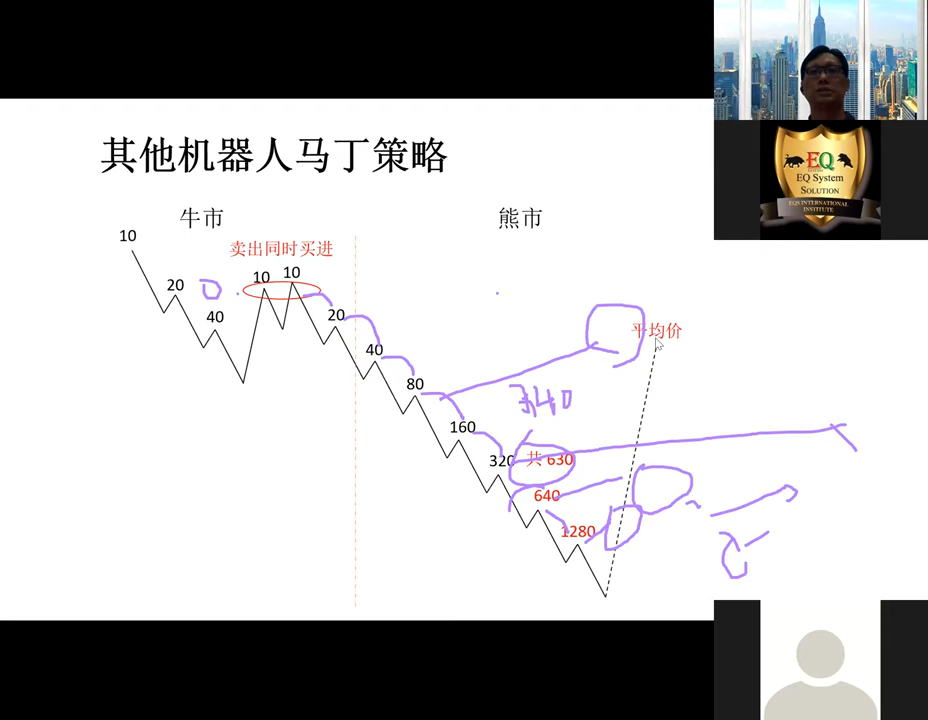 其他机器人马丁策略
牛市
熊市
10
卖出同时买进
10
10
20
40
20
40
80
160
320
共 630
640
1280
平均价
340
EQ
EQ System
SOLUTION
EQS INTERNATIONAL
INSTITUTE